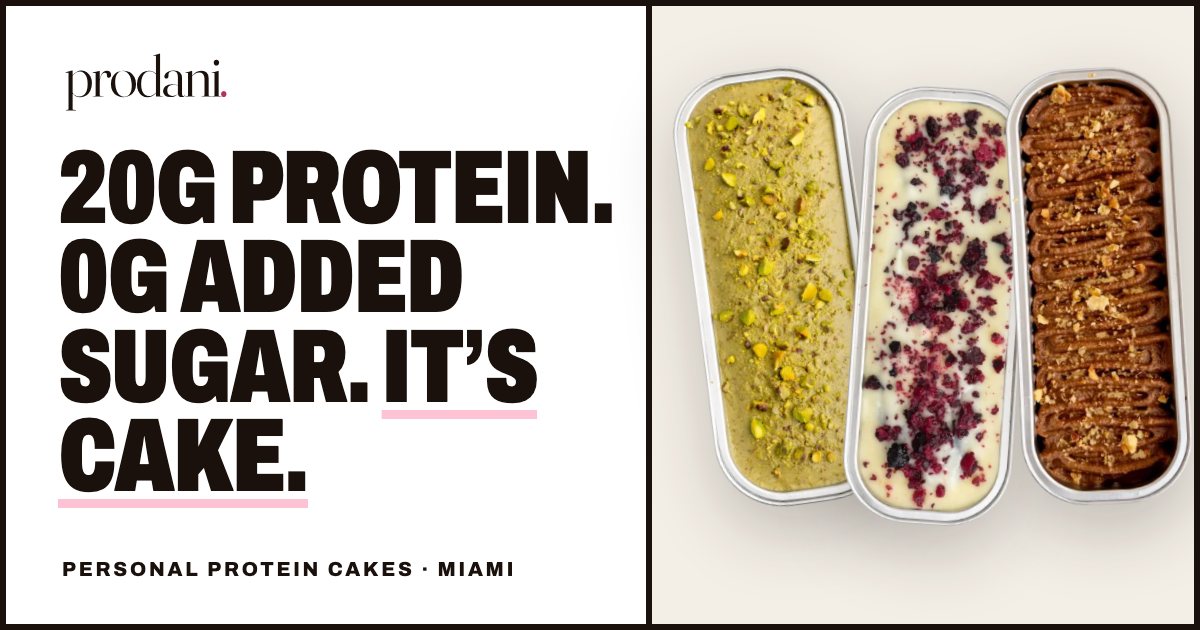 prodani.
20G PROTEIN.
0G ADDED
SUGAR. IT’S
CAKE.
PERSONAL PROTEIN CAKES · MIAMI